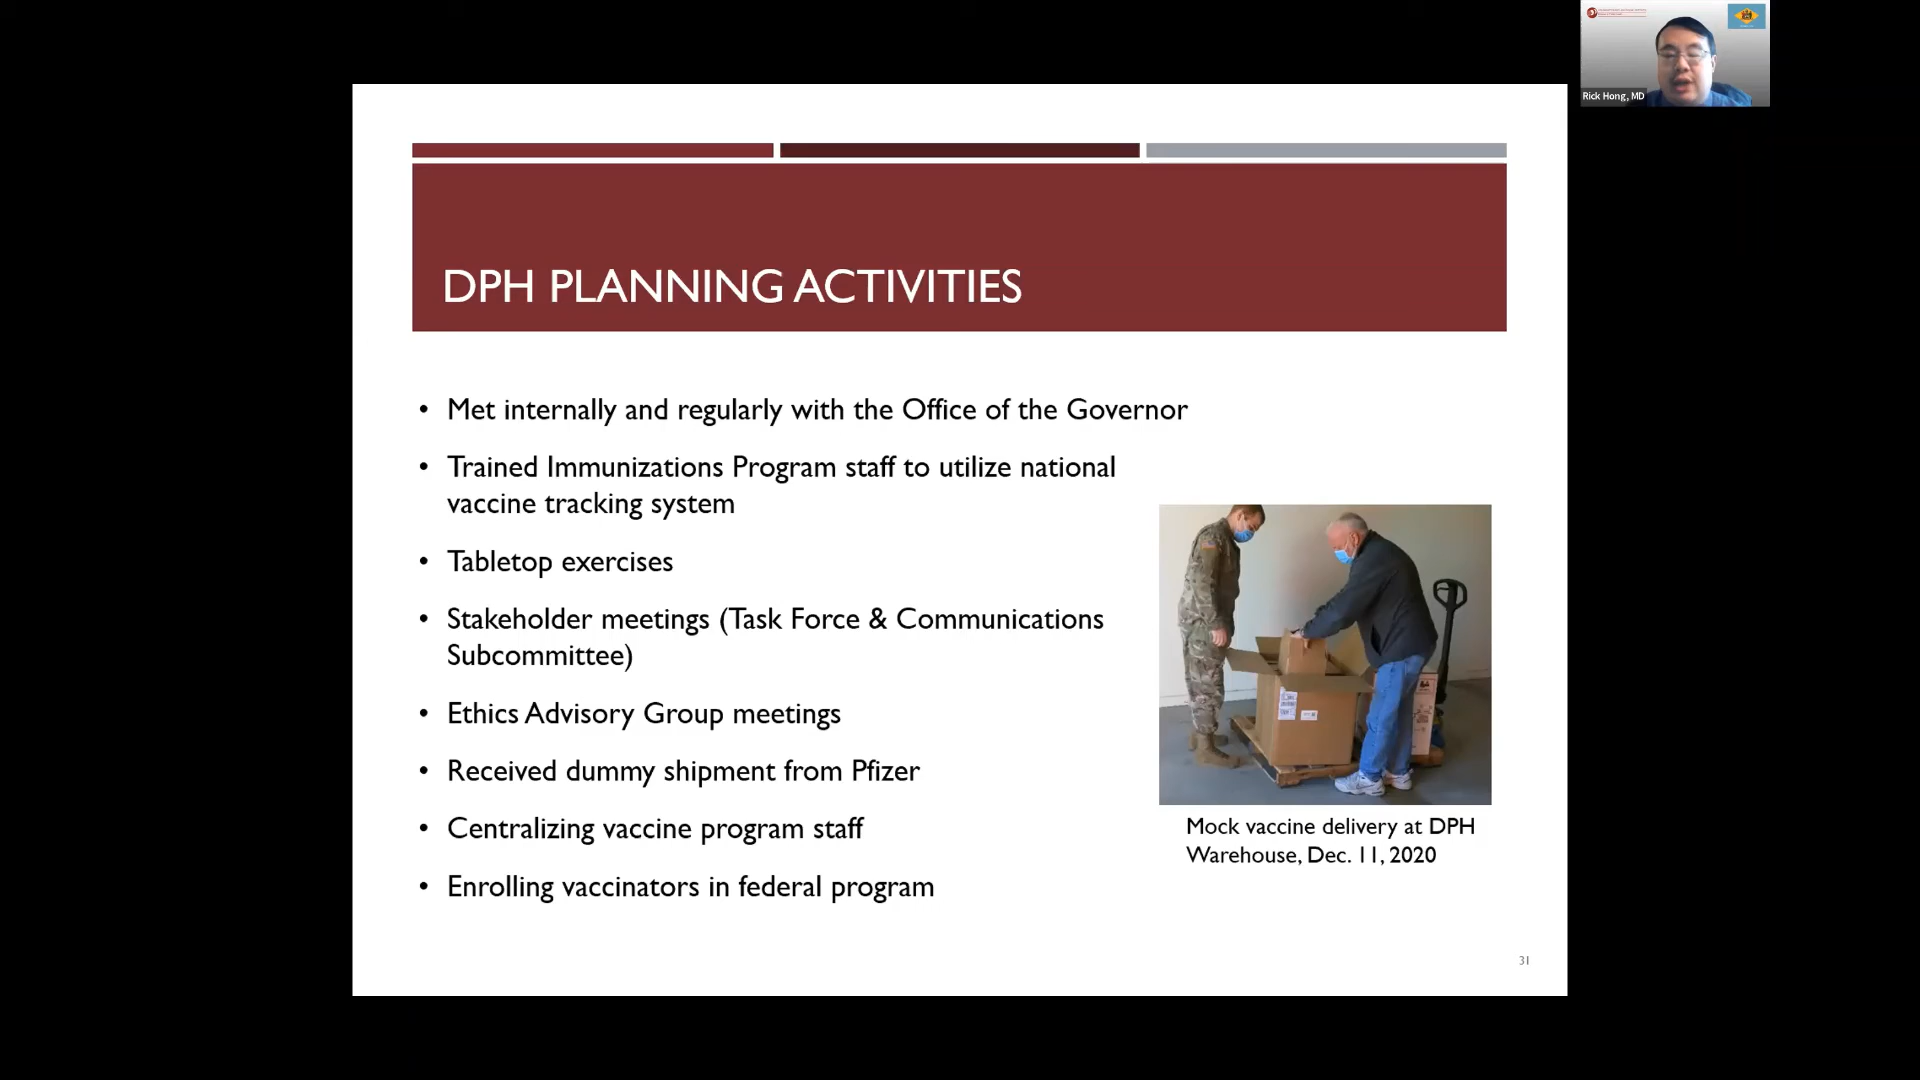 Rick Hong, MD
DPH PLANNING ACTIVITIES
• Met internally and regularly with the Office of the Governor
• Trained Immunizations Program staff to utilize national
vaccine tracking system
• Tabletop exercises
• Stakeholder meetings (Task Force & Communications
Subcommittee)
• Ethics Advisory Group meetings
• Received dummy shipment from Pfizer
• Centralizing vaccine program staff
• Enrolling vaccinators in federal program
Mock vaccine delivery at DPH
Warehouse, Dec. 11, 2020
31